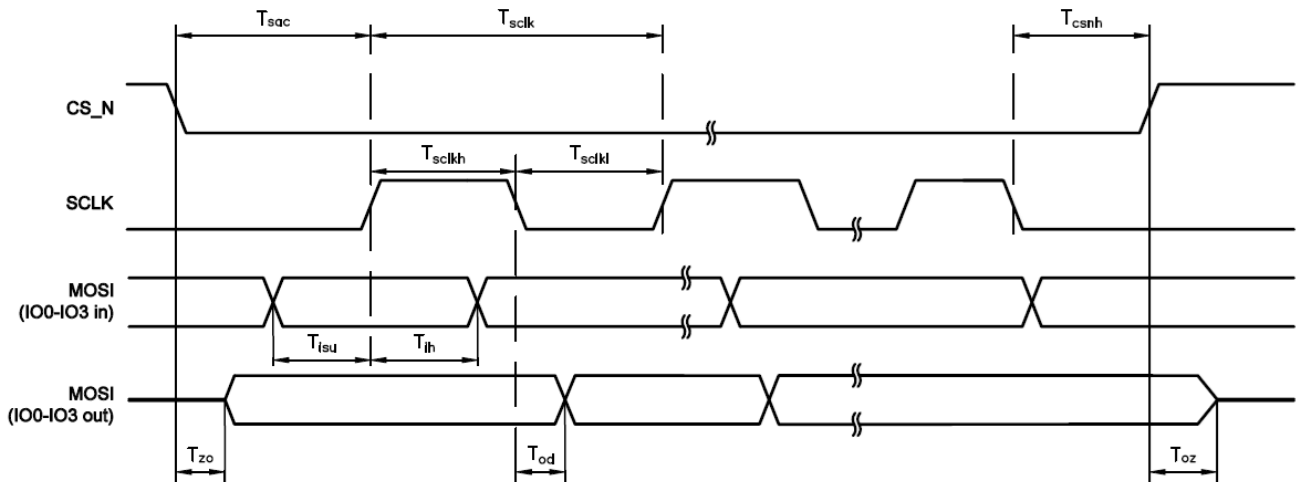 Tsac Tsclk Tcsnh
CS_N
Tsclkh Tsclkl
SCLK
MOSI
(IO0-IO3 in)
Tisu Tih
MOSI
(IO0-IO3 out)
Tzo Tod Toz